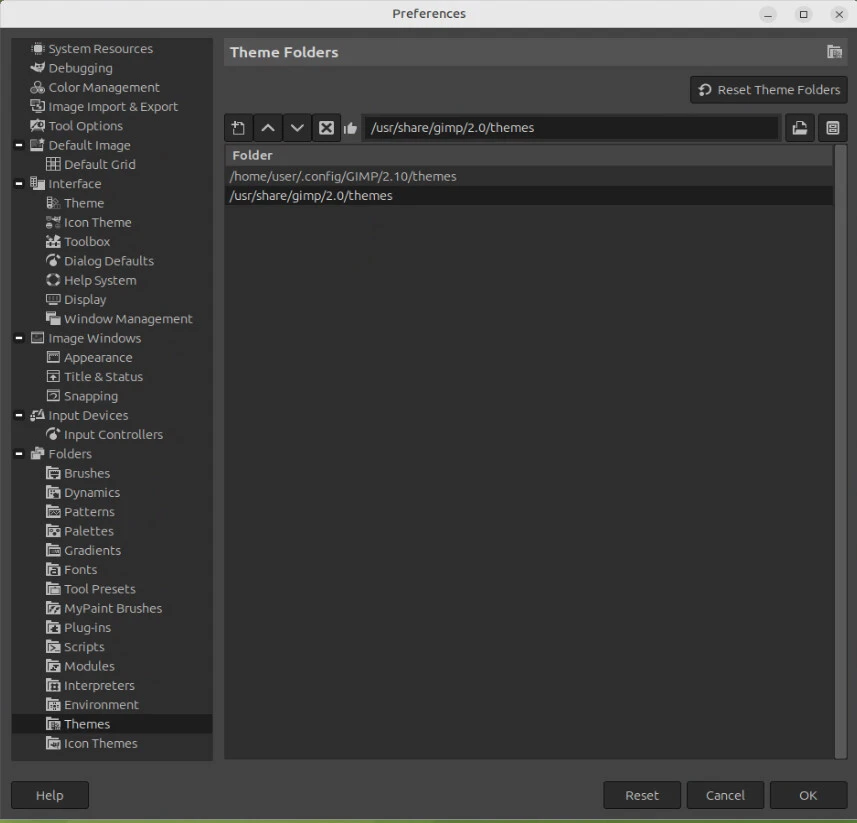 Preferences
System Resources
Debugging
Color Management
Image Import & Export
Tool Options
Default Image
Default Grid
Interface
Theme
Icon Theme
Toolbox
Dialog Defaults
Help System
Display
Window Management
Image Windows
Appearance
Title & Status
Snapping
Input Devices
Input Controllers
Folders
Brushes
Dynamics
Patterns
Palettes
Gradients
Fonts
Tool Presets
MyPaint Brushes
Plug-ins
Scripts
Modules
Interpreters
Environment
Themes
Icon Themes
Theme Folders
Reset Theme Folders
/usr/share/gimp/2.0/themes
Folder
/home/user/.config/GIMP/2.10/themes
/usr/share/gimp/2.0/themes
Help
Reset
Cancel
OK